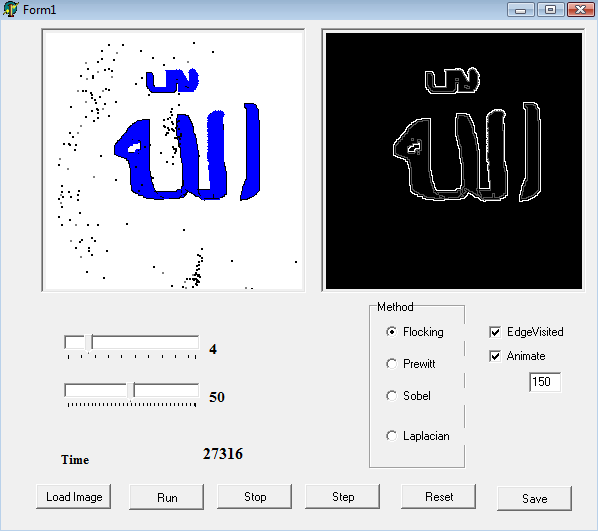 Form1
الله
4
50
Time
27316
Method
Flocking
Prewitt
Sobel
Laplacian
EdgeVisited
Animate
150
Load Image
Run
Stop
Step
Reset
Save